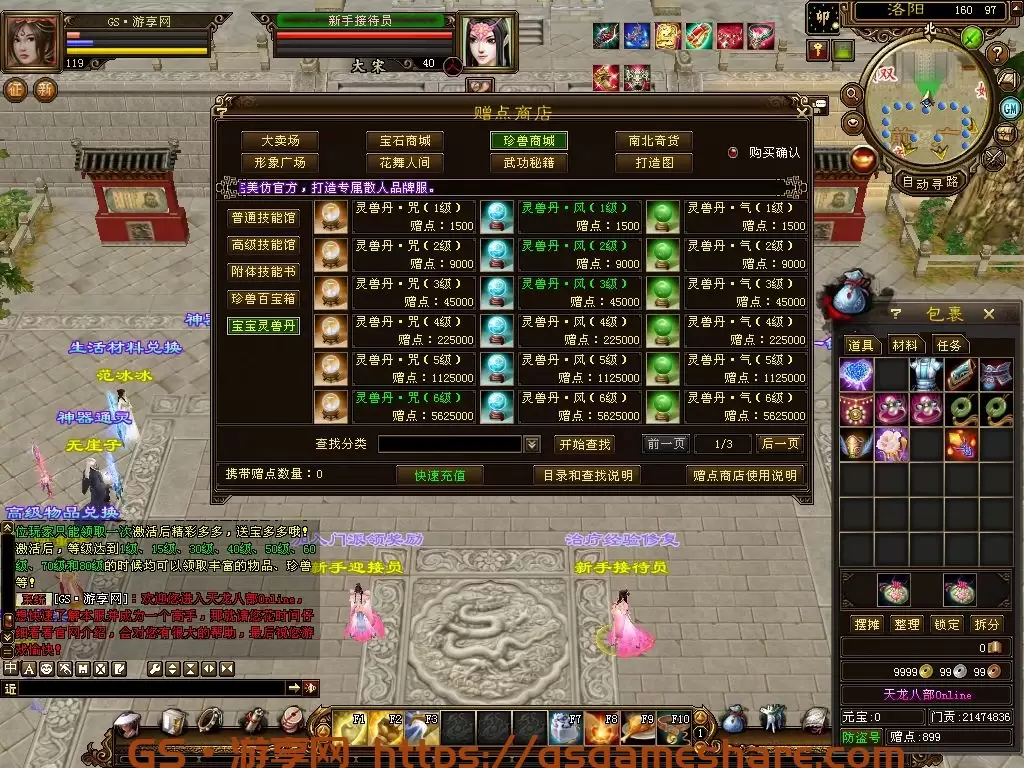 GS·游享网
119
新手接待员
大宋
40
征 新
洛阳
160 97
北
GM
自动寻路
赠点商店
大卖场
宝石商城
珍兽商城
南北奇货
形象广场
花舞人间
武功秘籍
打造图
购买确认
美仿官方，打造专属散人品牌服。
普通技能馆
高级技能馆
附体技能书
珍兽百宝箱
宝宝灵兽丹
灵兽丹·咒(1级)
赠点：1500
灵兽丹·风(1级)
赠点：1500
灵兽丹·气(1级)
赠点：1500
灵兽丹·咒(2级)
赠点：9000
灵兽丹·风(2级)
赠点：9000
灵兽丹·气(2级)
赠点：9000
灵兽丹·咒(3级)
赠点：45000
灵兽丹·风(3级)
赠点：45000
灵兽丹·气(3级)
赠点：45000
灵兽丹·咒(4级)
赠点：225000
灵兽丹·风(4级)
赠点：225000
灵兽丹·气(4级)
赠点：225000
灵兽丹·咒(5级)
赠点：1125000
灵兽丹·风(5级)
赠点：1125000
灵兽丹·气(5级)
赠点：1125000
灵兽丹·咒(6级)
赠点：5625000
灵兽丹·风(6级)
赠点：5625000
灵兽丹·气(6级)
赠点：5625000
查找分类
开始查找
前一页
1/3
后一页
携带赠点数量：0
快速充值
目录和查找说明
赠点商店使用说明
生活材料兑换
范冰冰
神器通灵
无崖子
高级物品兑换
入门派领奖励
新手迎接员
治疗经验修复
新手接待员
位玩家只能领取一次激活后精彩多多，送宝多多哦！
激活后，等级达到1级、15级、30级、40级、50级、60
级、70级和80级的时候均可以领取丰富的物品、珍兽
等！
系统 [GS·游享网]：欢迎您进入天龙八部Online，
想快速了解本服并成为一个高手，那就请您花时间仔
细看看官网介绍，会对您有很大的帮助，最后祝您游
戏愉快！
近
F1 F2 F3 F7 F8 F9 F10
1
包裹
道具
材料
任务
摆摊
整理
锁定
拆分
0
9999 99 99
天龙八部Online
元宝:0
门贡:21474836
防盗号
赠点:899
GS·游享网 https://dsgameshare.com